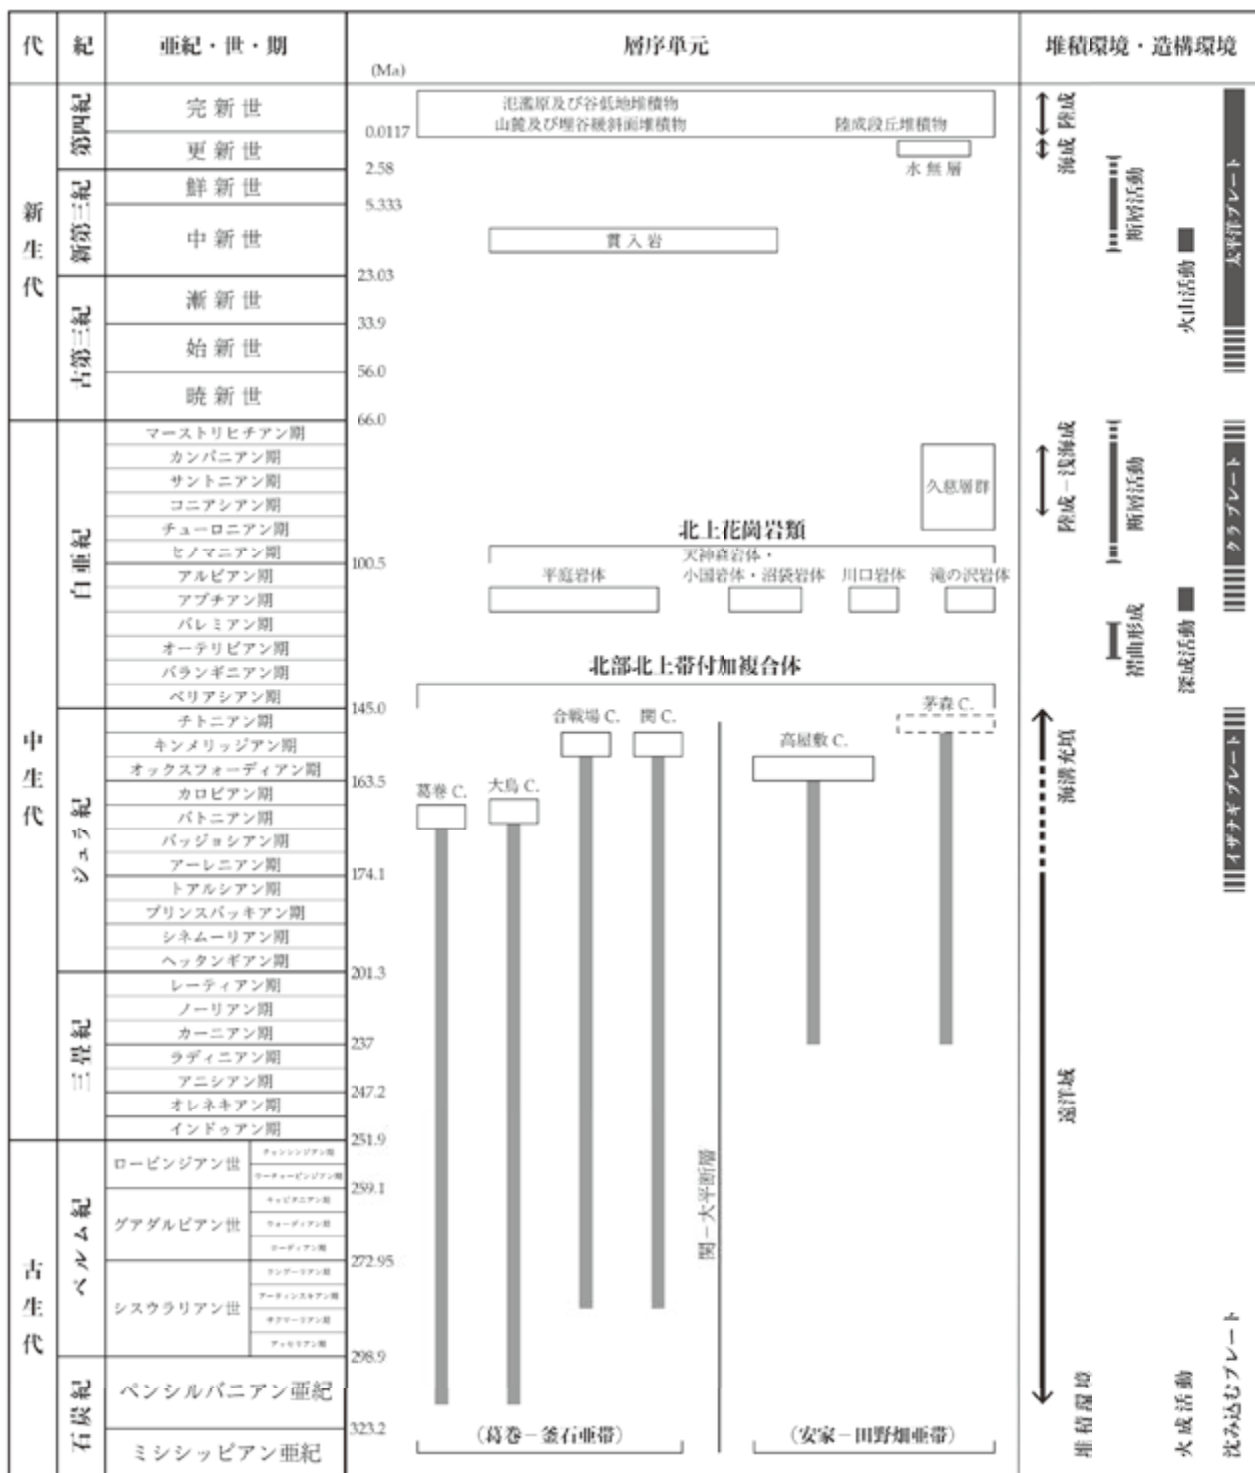 代
紀
亜紀・世・期
層序単元
(Ma)
堆積環境・造構環境
新生代
第四紀
完新世
0.0117
更新世
2.58
新第三紀
鮮新世
5.333
中新世
23.03
古第三紀
漸新世
33.9
始新世
56.0
暁新世
66.0
中生代
白亜紀
マーストリヒチアン期
カンパニアン期
サントニアン期
コニアシアン期
チューロニアン期
ヒノマニアン期
100.5
アルビアン期
アプチアン期
バレミアン期
オーテリビアン期
バランギニアン期
ベリアシアン期
145.0
ジュラ紀
チトニアン期
キンメリッジアン期
オックスフォーディアン期
163.5
カロビアン期
バトニアン期
バッジョシアン期
アーレニアン期
174.1
トアルシアン期
プリンスバッキアン期
シネムーリアン期
ヘッタンギアン期
201.3
三畳紀
レーティアン期
ノーリアン期
カーニアン期
237
ラディニアン期
アニシアン期
247.2
オレネキアン期
インドゥアン期
251.9
古生代
ペルム紀
ローピンジアン世
259.1
グアダルピアン世
272.95
シスウラリアン世
298.9
石炭紀
ペンシルバニアン亜紀
323.2
ミシシッピアン亜紀
氾濫原及び谷低地堆積物
山麓及び埋谷緩斜面堆積物
陸成段丘堆積物
水無層
貫入岩
久慈層群
北上花崗岩類
天神森岩体・
平庭岩体
小国岩体・沼袋岩体
川口岩体
滝の沢岩体
北部北上帯付加複合体
合戦場 C.
関 C.
茅森 C.
高屋敷 C.
葛巻 C.
大鳥 C.
関－大平断層
(葛巻－釜石亜帯)
(安家－田野畑亜帯)
陸成
海成
断層活動
火山活動
太平洋プレート
陸成－浅海成
断層活動
クラ プレート
褶曲形成
深成活動
海溝充填
イザナギ プレート
遠洋域
堆積環境
火成活動
沈み込むプレート